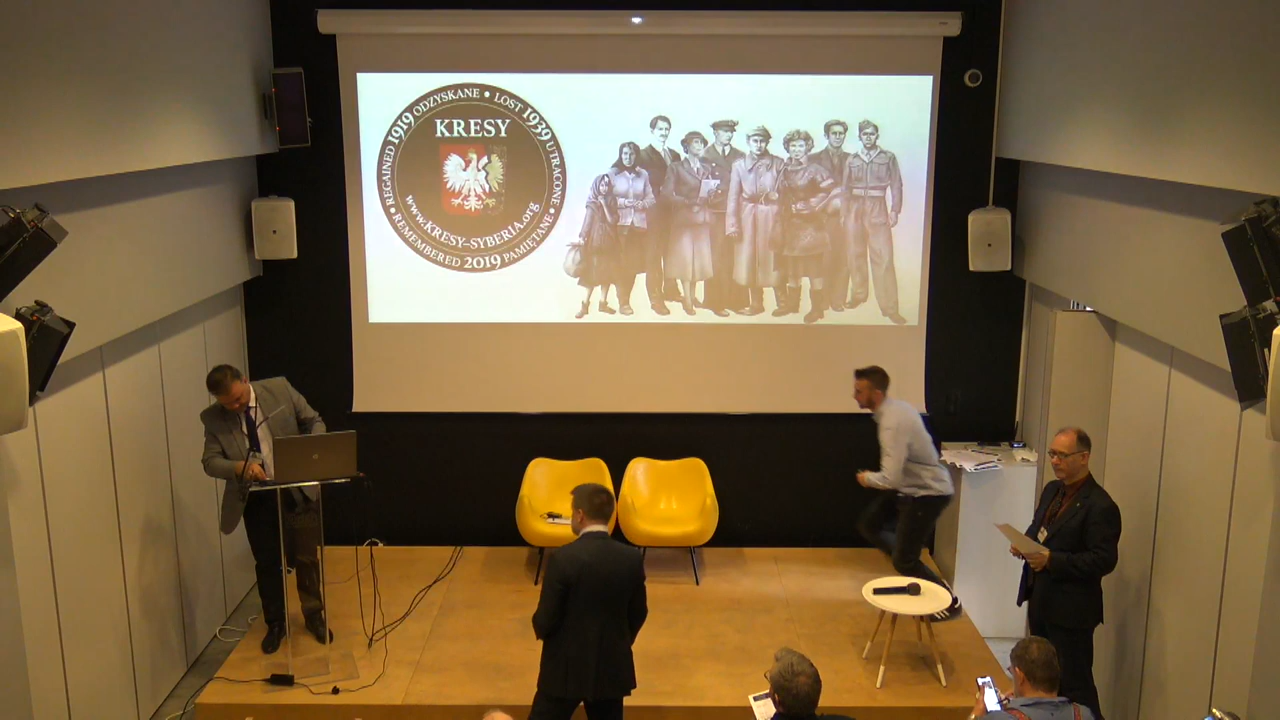 REGAINED 1919 ODZYSKANE • LOST 1939 UTRACONE •
KRESY
www.KRESY-SYBERIA.org
REMEMBERED 2019 PAMIĘTANE •